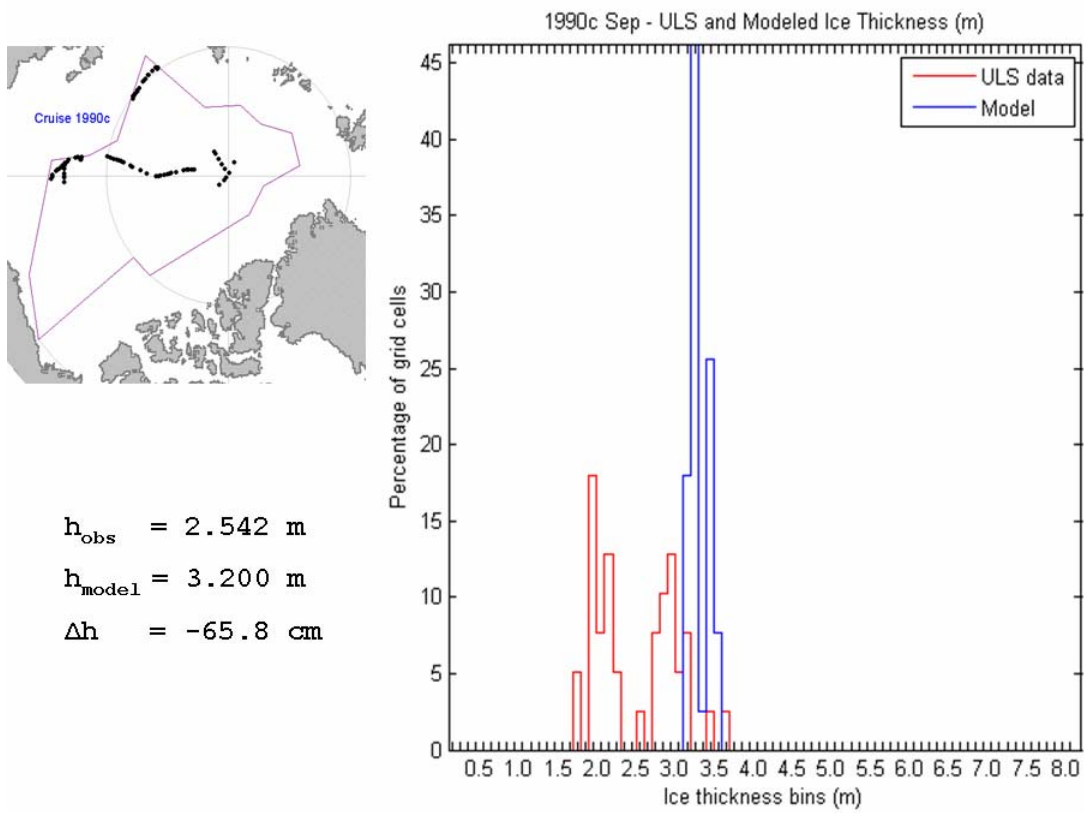 1990c Sep - ULS and Modeled Ice Thickness (m)
Cruise 1990c
h_obs = 2.542 m
h_model = 3.200 m
Δh = -65.8 cm
ULS data
Model
Percentage of grid cells
45
40
35
30
25
20
15
10
5
0
0.5 1.0 1.5 2.0 2.5 3.0 3.5 4.0 4.5 5.0 5.5 6.0 6.5 7.0 7.5 8.0
Ice thickness bins (m)